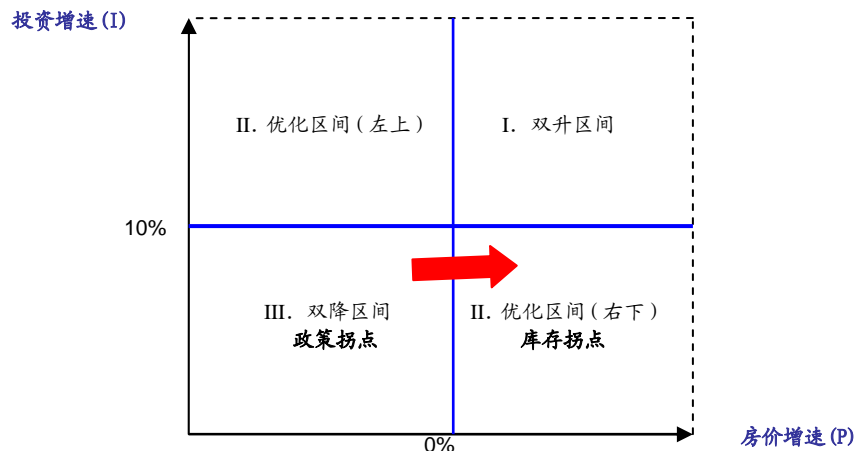 投资增速(I)
II. 优化区间(左上)
I. 双升区间
10%
III. 双降区间
政策拐点
II. 优化区间(右下)
库存拐点
0%
房价增速(P)